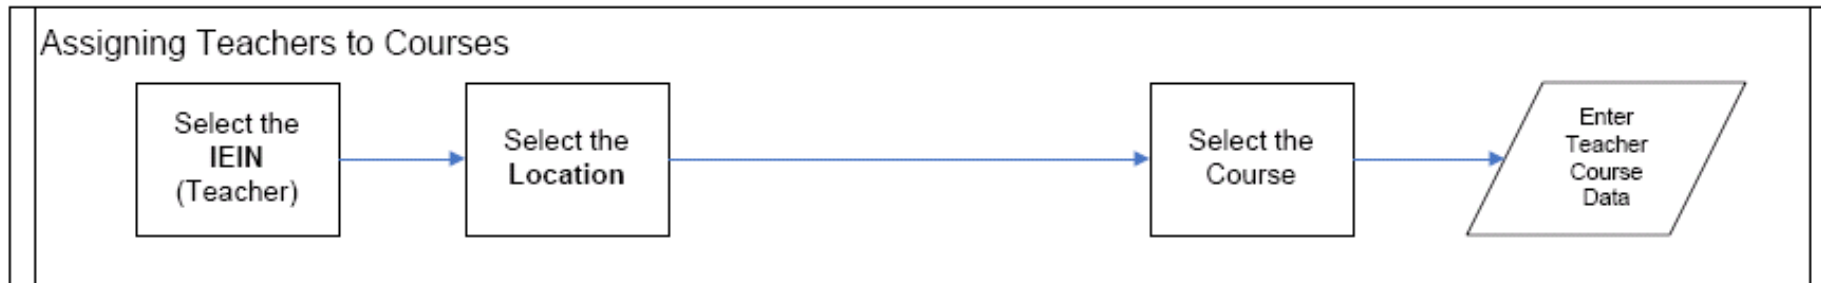 Assigning Teachers to Courses
Select the
IEIN
(Teacher)
Select the
Location
Select the
Course
Enter
Teacher
Course
Data